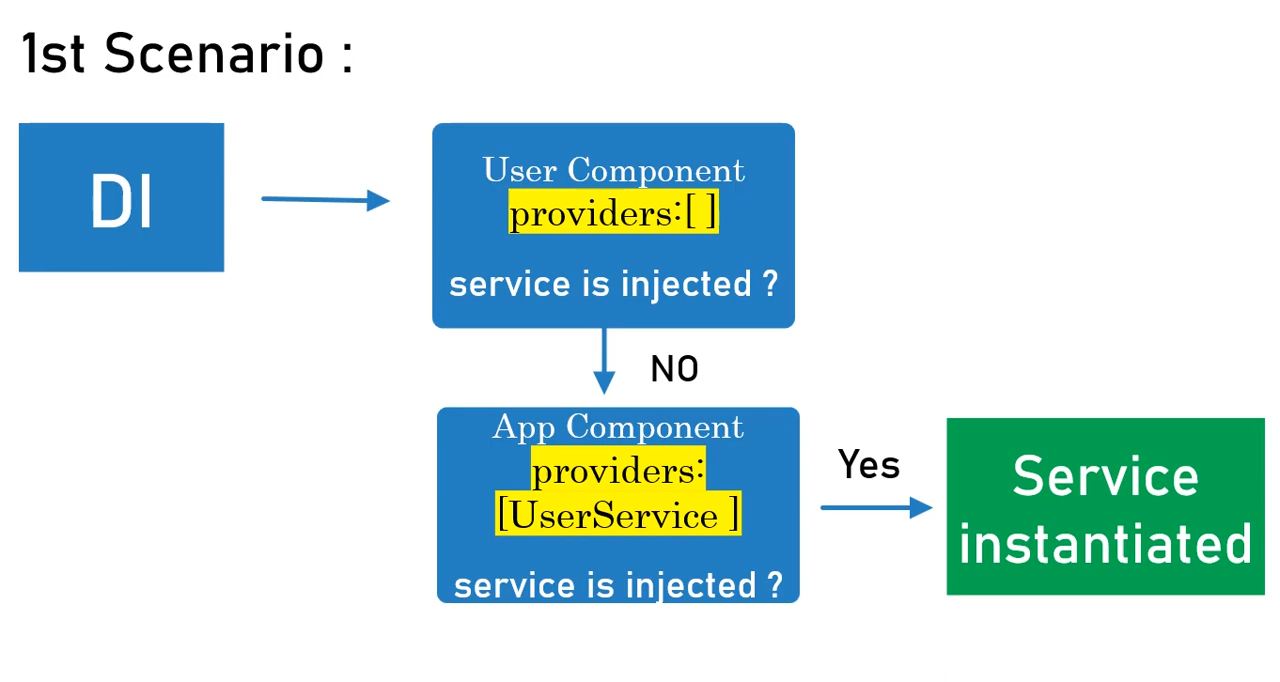 1st Scenario :
DI
User Component
providers:[ ]
service is injected ?
NO
App Component
providers:
[UserService ]
service is injected ?
Yes
Service
instantiated